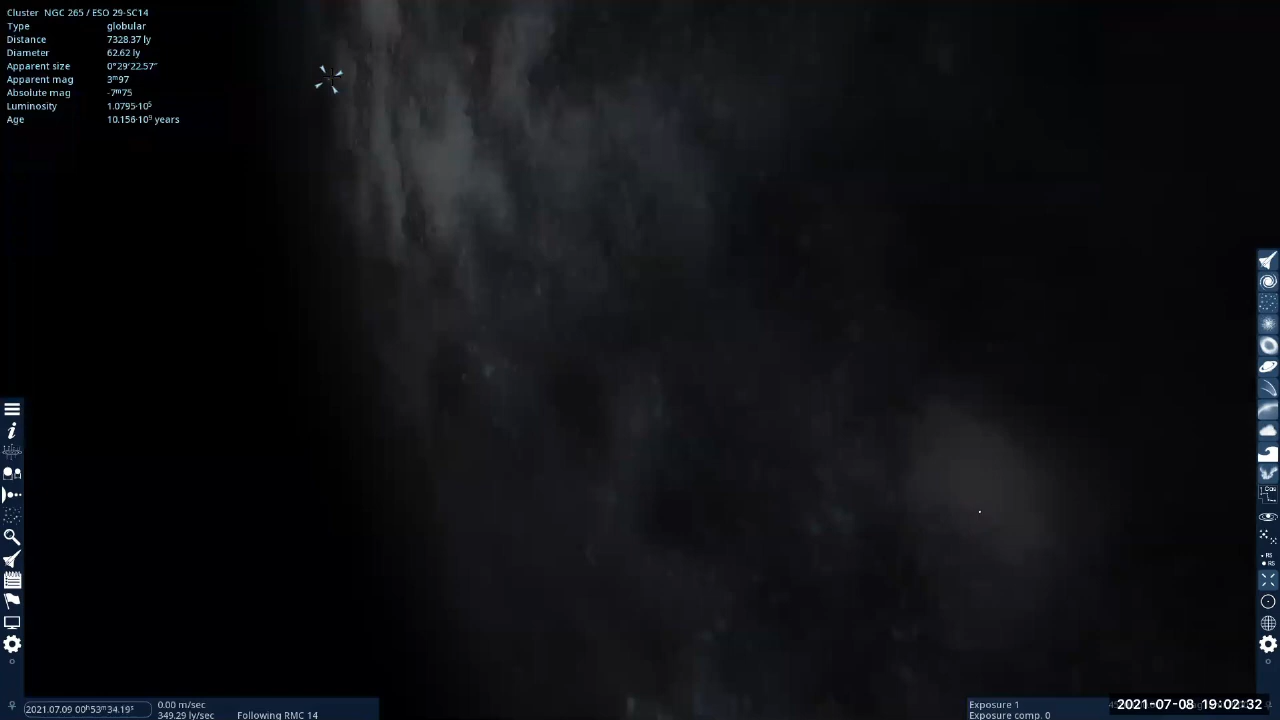 Cluster NGC 265 / ESO 29-SC14
Type globular
Distance 7328.37 ly
Diameter 62.62 ly
Apparent size 0°29'22.57"
Apparent mag 3ᵐ97
Absolute mag -7ᵐ75
Luminosity 1.0795·10⁵
Age 10.156·10⁹ years
i
Gas
RS
RS
2021.07.09 00ʰ53ᵐ34.19ˢ
0.00 m/sec
349.29 ly/sec Following RMC 14
Exposure 1
Exposure comp. 0
2021-07-08 19:02:32